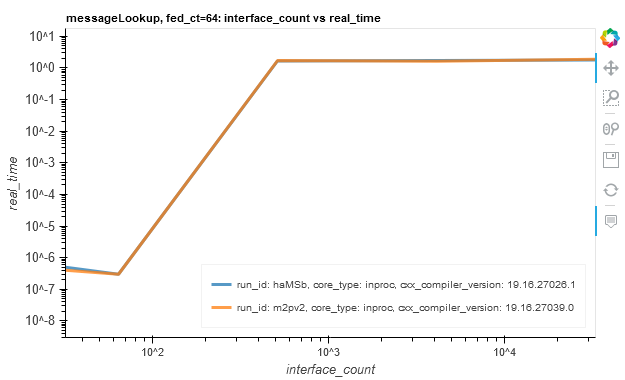 messageLookup, fed_ct=64: interface_count vs real_time
10^1
10^0
10^-1
10^-2
10^-3
10^-4
10^-5
10^-6
10^-7
10^-8
real_time
run_id: haMSb, core_type: inproc, cxx_compiler_version: 19.16.27026.1
run_id: m2pv2, core_type: inproc, cxx_compiler_version: 19.16.27039.0
10^2
10^3
10^4
interface_count